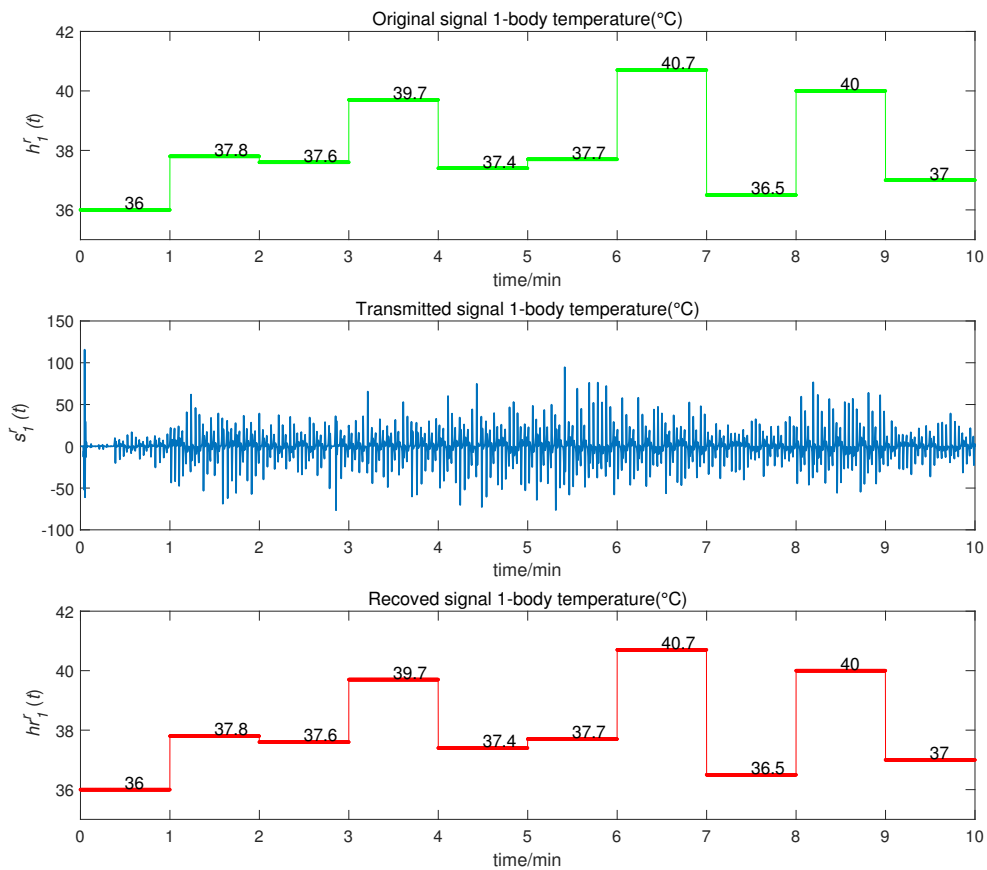 Original signal 1-body temperature(°C)
42
40
38
36
h₁ʳ (t)
36
37.8
37.6
39.7
37.4
37.7
40.7
36.5
40
37
0 1 2 3 4 5 6 7 8 9 10
time/min
Transmitted signal 1-body temperature(°C)
150
100
50
0
-50
-100
s₁ʳ (t)
0 1 2 3 4 5 6 7 8 9 10
time/min
Recoved signal 1-body temperature(°C)
42
40
38
36
hr₁ʳ (t)
36
37.8
37.6
39.7
37.4
37.7
40.7
36.5
40
37
0 1 2 3 4 5 6 7 8 9 10
time/min